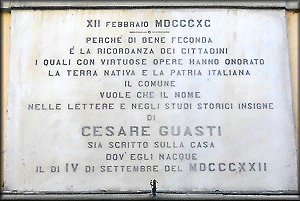 XII FEBBRAIO MDCCCXC
PERCHÈ DI BENE FECONDA
È LA RICORDANZA DEI CITTADINI
I QUALI CON VIRTUOSE OPERE HANNO ONORATO
LA TERRA NATIVA E LA PATRIA ITALIANA
IL COMUNE
VUOLE CHE IL NOME
NELLE LETTERE E NEGLI STUDI STORICI INSIGNE
DI
CESARE GUASTI
SIA SCRITTO SULLA CASA
DOV'EGLI NACQUE
IL DI IV DI SETTEMBRE DEL MDCCCXXII